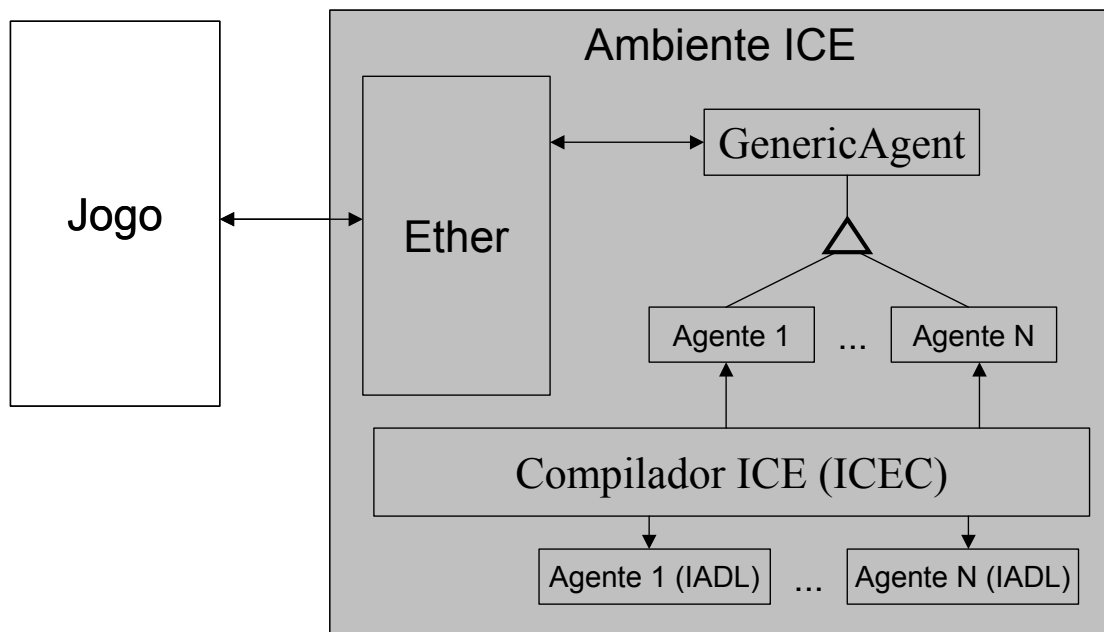 Ambiente ICE
Jogo
Ether
GenericAgent
Agente 1
...
Agente N
Compilador ICE (ICEC)
Agente 1 (IADL)
...
Agente N (IADL)